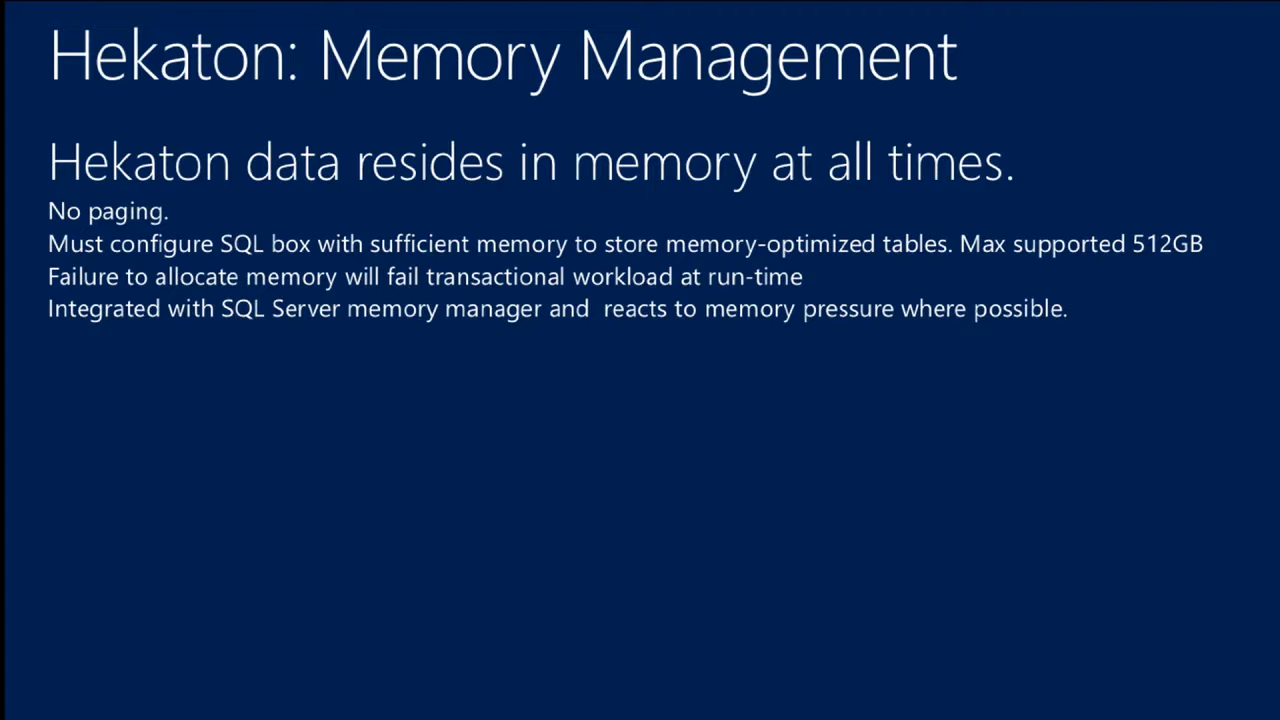 Hekaton: Memory Management
Hekaton data resides in memory at all times.
No paging.
Must configure SQL box with sufficient memory to store memory-optimized tables. Max supported 512GB
Failure to allocate memory will fail transactional workload at run-time
Integrated with SQL Server memory manager and  reacts to memory pressure where possible.